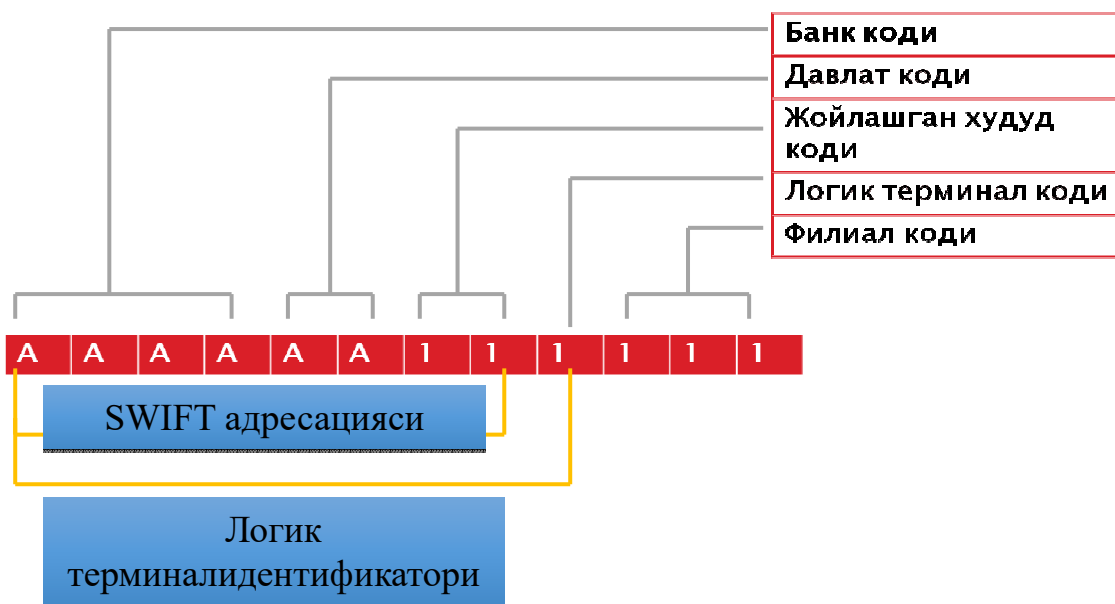 Банк коди
Давлат коди
Жойлашган худуд
коди
Логик терминал коди
Филиал коди
A A A A A A 1 1 1 1 1 1
SWIFT адресацияси
Логик
терминалидентификатори